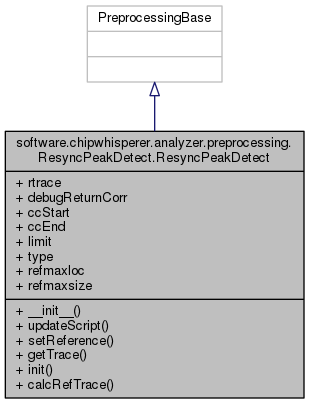 PreprocessingBase
software.chipwhisperer.analyzer.preprocessing.
ResyncPeakDetect.ResyncPeakDetect
+ rtrace
+ debugReturnCorr
+ ccStart
+ ccEnd
+ limit
+ type
+ refmaxloc
+ refmaxsize
+ __init__()
+ updateScript()
+ setReference()
+ getTrace()
+ init()
+ calcRefTrace()